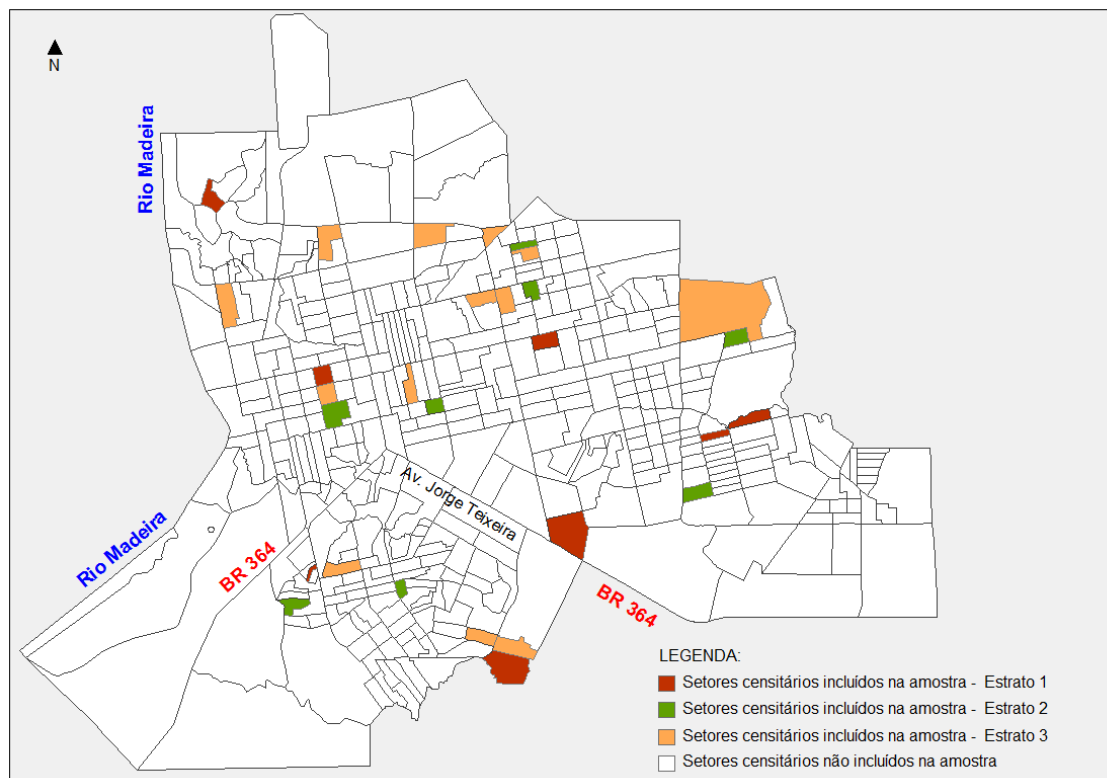 N
Rio Madeira
Av. Jorge Teixeira
Rio Madeira
BR 364
BR 364
LEGENDA:
Setores censitários incluídos na amostra - Estrato 1
Setores censitários incluídos na amostra - Estrato 2
Setores censitários incluídos na amostra - Estrato 3
Setores censitários não incluídos na amostra